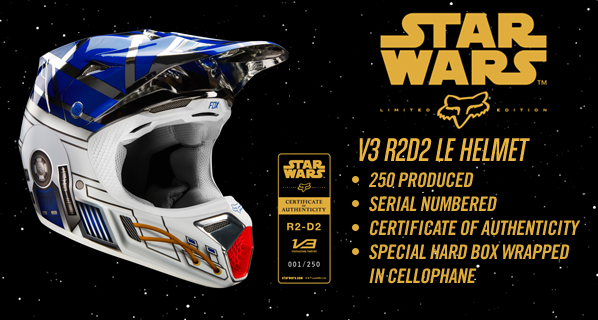 STAR
WARS
TM
LIMITED EDITION
V3 R2D2 LE HELMET
• 250 PRODUCED
• SERIAL NUMBERED
• CERTIFICATE OF AUTHENTICITY
• SPECIAL HARD BOX WRAPPED
IN CELLOPHANE
FOX
STAR
WARS
CERTIFICATE
OF
AUTHENTICITY
R2-D2
V3
001/250